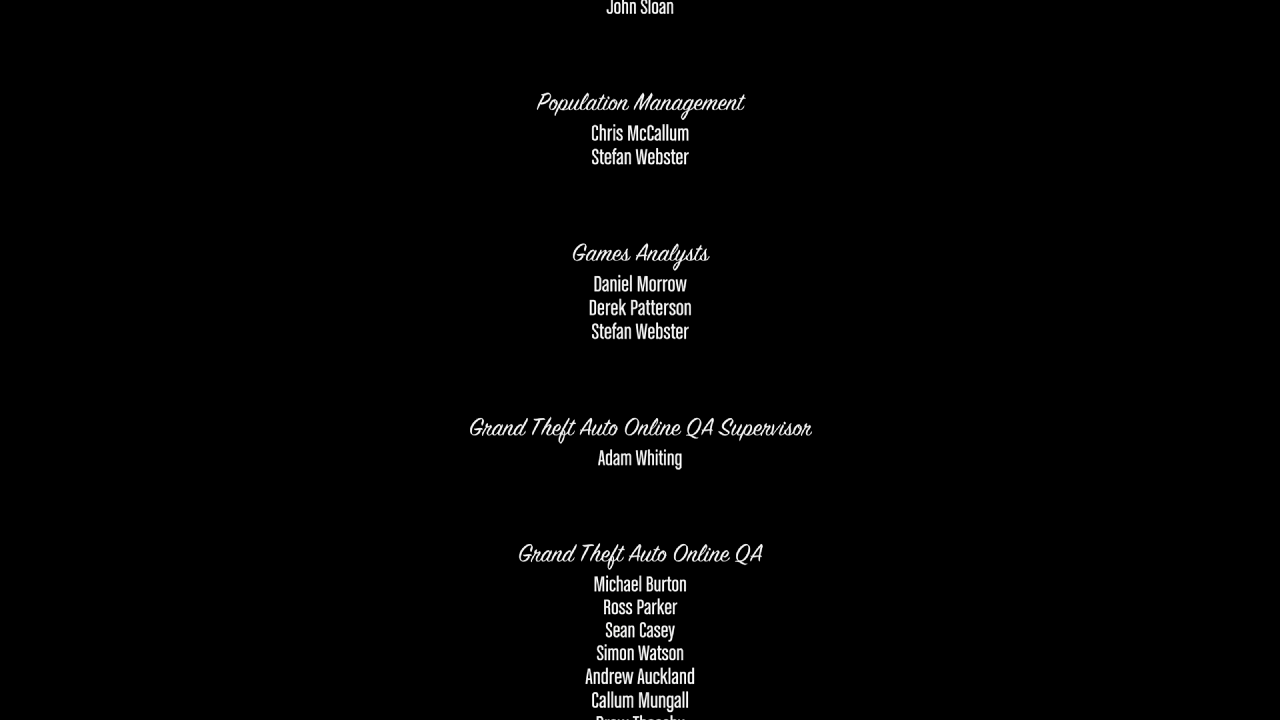 John Sloan
Population Management
Chris McCallum
Stefan Webster
Games Analysts
Daniel Morrow
Derek Patterson
Stefan Webster
Grand Theft Auto Online QA Supervisor
Adam Whiting
Grand Theft Auto Online QA
Michael Burton
Ross Parker
Sean Casey
Simon Watson
Andrew Auckland
Callum Mungall